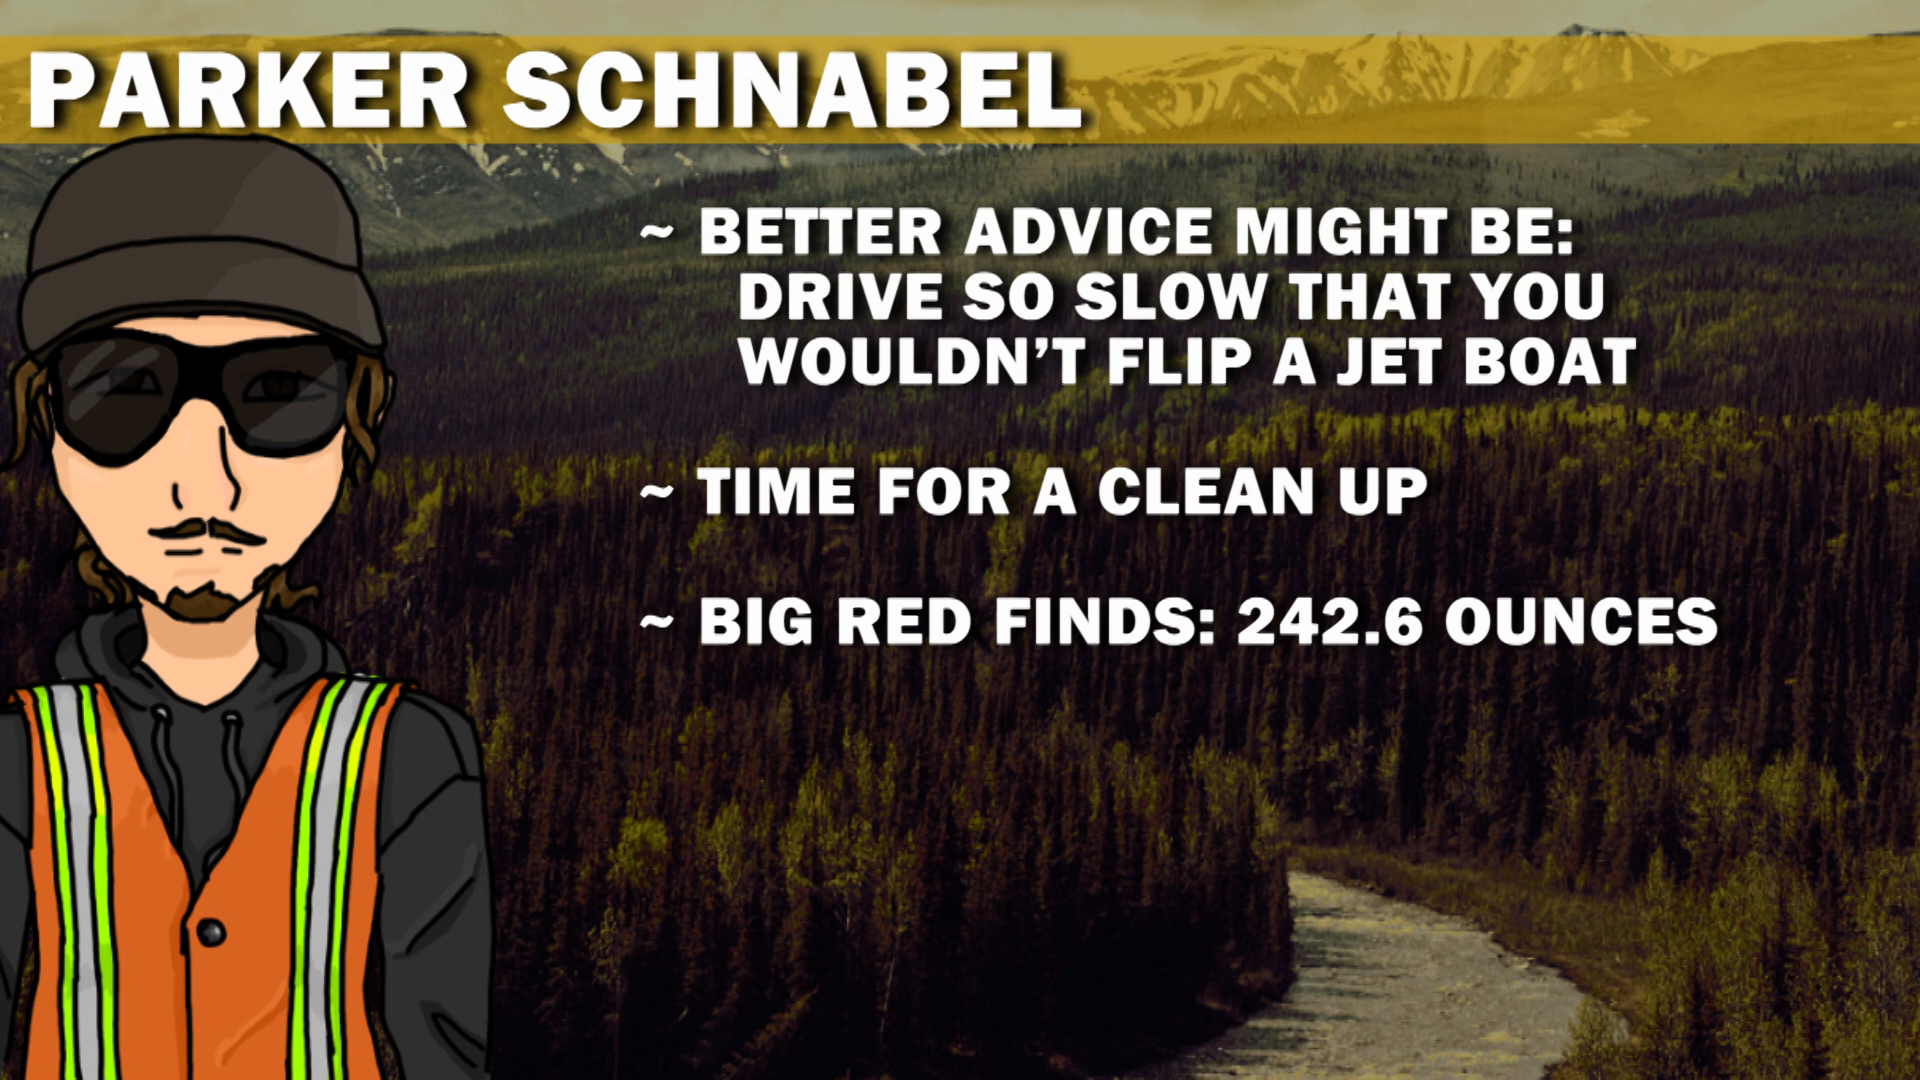 PARKER SCHNABEL
~ BETTER ADVICE MIGHT BE:
DRIVE SO SLOW THAT YOU
WOULDN'T FLIP A JET BOAT
~ TIME FOR A CLEAN UP
~ BIG RED FINDS: 242.6 OUNCES